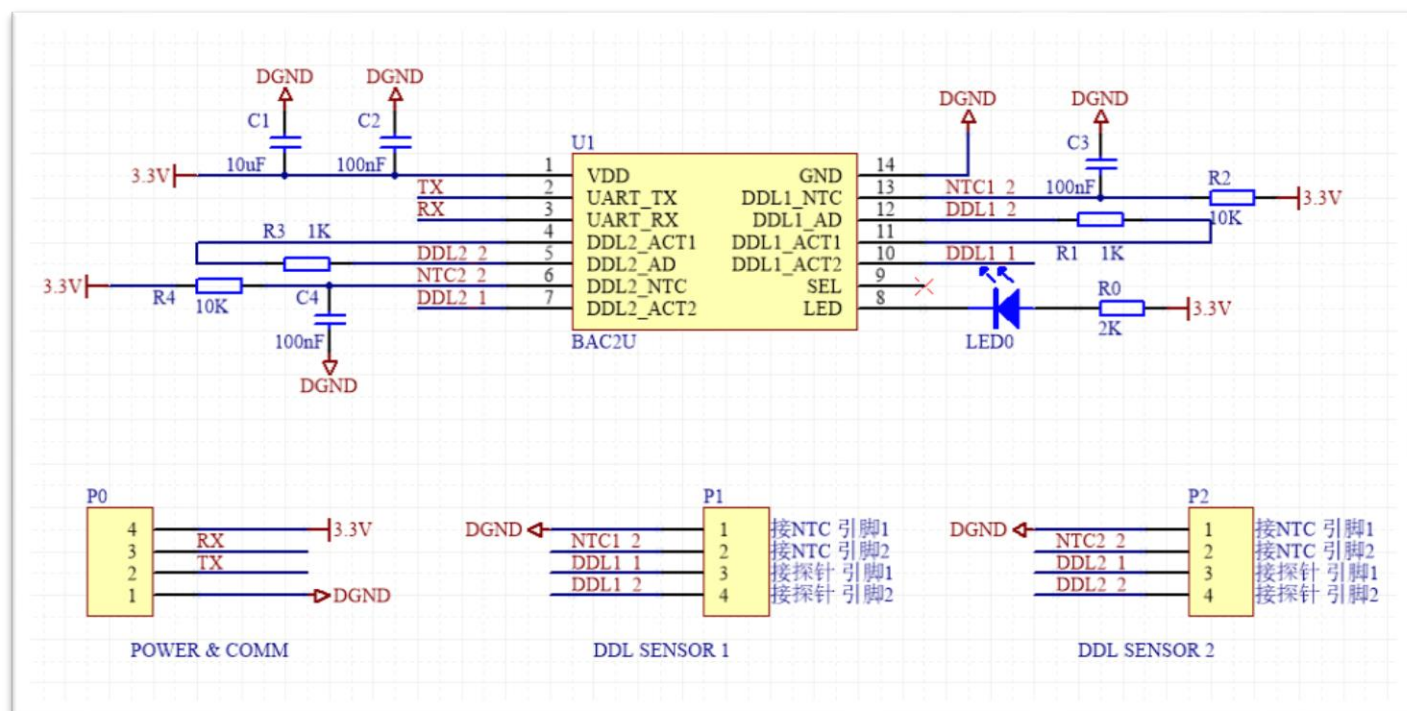 DGND DGND
C1 C2
10uF 100nF
3.3V
TX
RX
R3 1K
DDL2_2
3.3V
NTC2_2
R4 10K C4
DDL2_1
100nF
DGND
U1
1 VDD GND 14
2 UART_TX DDL1_NTC 13
3 UART_RX DDL1_AD 12
4 DDL2_ACT1 DDL1_ACT1 11
5 DDL2_AD DDL1_ACT2 10
6 DDL2_NTC SEL 9
7 DDL2_ACT2 LED 8
BAC2U
DGND DGND
C3
100nF
NTC1_2
R2
10K
3.3V
DDL1_2
R1 1K
DDL1_1
R0
2K
3.3V
LED0
P0
4 3.3V
3 RX
2 TX
1 DGND
POWER & COMM
P1
DGND 1 接NTC 引脚1
NTC1_2 2 接NTC 引脚2
DDL1_1 3 接探针 引脚1
DDL1_2 4 接探针 引脚2
DDL SENSOR 1
P2
DGND 1 接NTC 引脚1
NTC2_2 2 接NTC 引脚2
DDL2_1 3 接探针 引脚1
DDL2_2 4 接探针 引脚2
DDL SENSOR 2